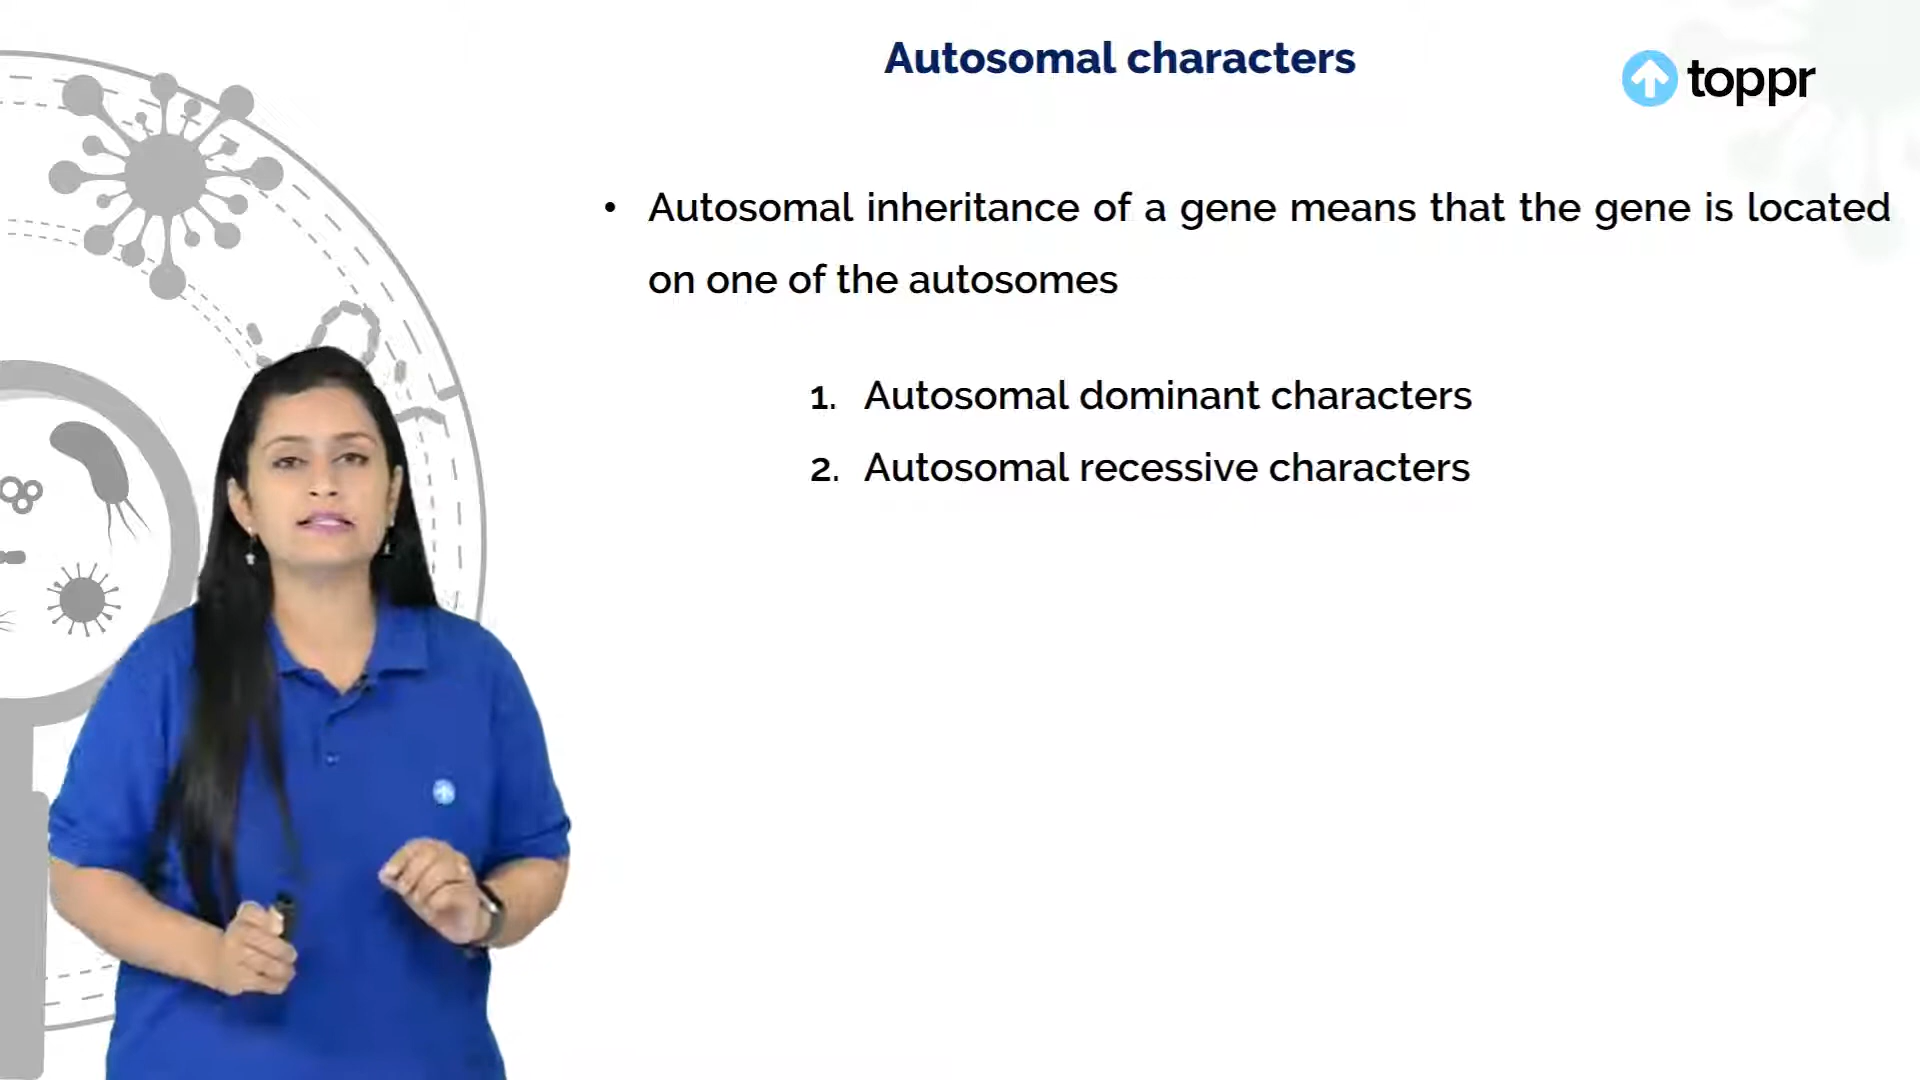 Autosomal characters
toppr
• Autosomal inheritance of a gene means that the gene is located
on one of the autosomes
1. Autosomal dominant characters
2. Autosomal recessive characters